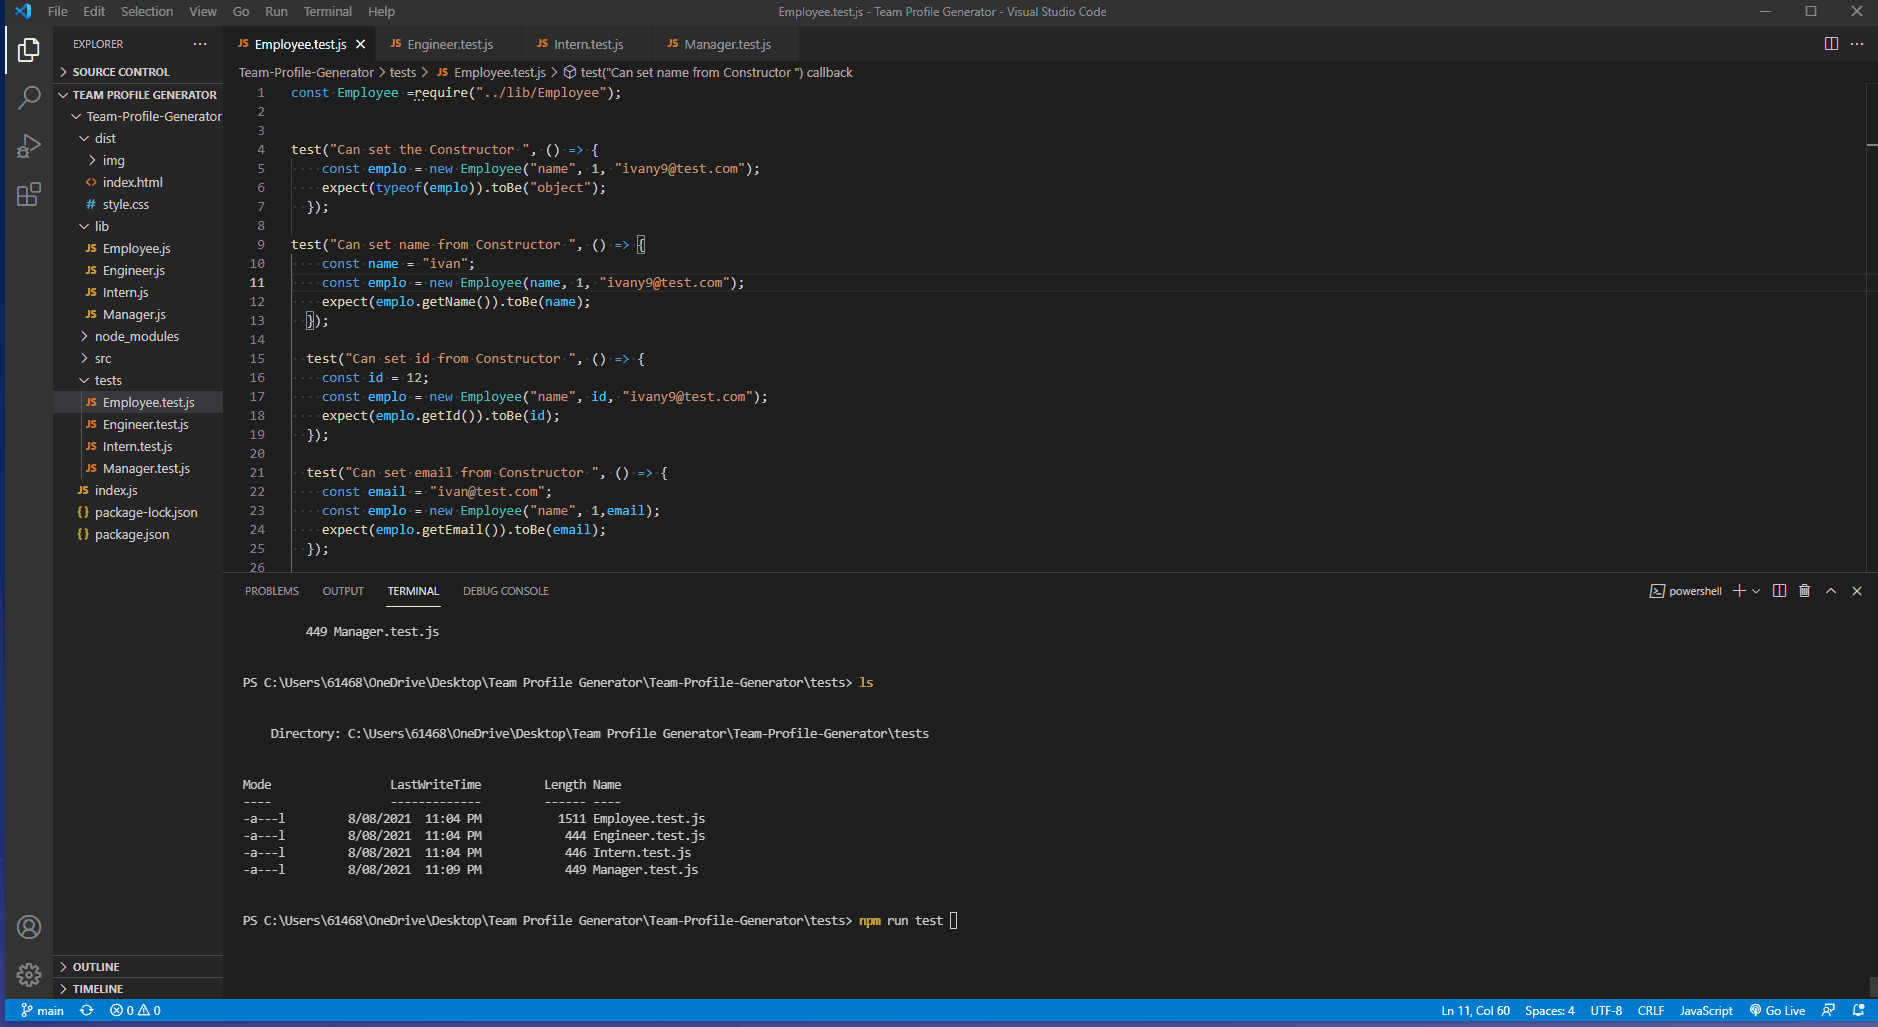 File Edit Selection View Go Run Terminal Help
Employee.test.js - Team Profile Generator - Visual Studio Code
EXPLORER
SOURCE CONTROL
TEAM PROFILE GENERATOR
Team-Profile-Generator
dist
img
<> index.html
# style.css
lib
JS Employee.js
JS Engineer.js
JS Intern.js
JS Manager.js
node_modules
src
tests
JS Employee.test.js
JS Engineer.test.js
JS Intern.test.js
JS Manager.test.js
JS index.js
{} package-lock.json
{} package.json
OUTLINE
TIMELINE
JS Employee.test.js JS Engineer.test.js JS Intern.test.js JS Manager.test.js
Team-Profile-Generator > tests > JS Employee.test.js > test("Can set name from Constructor ") callback
1 const Employee =require("../lib/Employee");
2
3
4 test("Can set the Constructor ", () => {
5 const emplo = new Employee("name", 1, "ivany9@test.com");
6 expect(typeof(emplo)).toBe("object");
7 });
8
9 test("Can set name from Constructor ", () => {
10 const name = "ivan";
11 const emplo = new Employee(name, 1, "ivany9@test.com");
12 expect(emplo.getName()).toBe(name);
13 });
14
15 test("Can set id from Constructor ", () => {
16 const id = 12;
17 const emplo = new Employee("name", id, "ivany9@test.com");
18 expect(emplo.getId()).toBe(id);
19 });
20
21 test("Can set email from Constructor ", () => {
22 const email = "ivan@test.com";
23 const emplo = new Employee("name", 1,email);
24 expect(emplo.getEmail()).toBe(email);
25 });
26
PROBLEMS OUTPUT TERMINAL DEBUG CONSOLE
powershell
449 Manager.test.js
PS C:\Users\61468\OneDrive\Desktop\Team Profile Generator\Team-Profile-Generator\tests> ls
Directory: C:\Users\61468\OneDrive\Desktop\Team Profile Generator\Team-Profile-Generator\tests
Mode LastWriteTime Length Name
---- ------------- ------ ----
-a---l 8/08/2021 11:04 PM 1511 Employee.test.js
-a---l 8/08/2021 11:04 PM 444 Engineer.test.js
-a---l 8/08/2021 11:04 PM 446 Intern.test.js
-a---l 8/08/2021 11:09 PM 449 Manager.test.js
PS C:\Users\61468\OneDrive\Desktop\Team Profile Generator\Team-Profile-Generator\tests> npm run test
main 0 0
Ln 11, Col 60 Spaces: 4 UTF-8 CRLF JavaScript Go Live